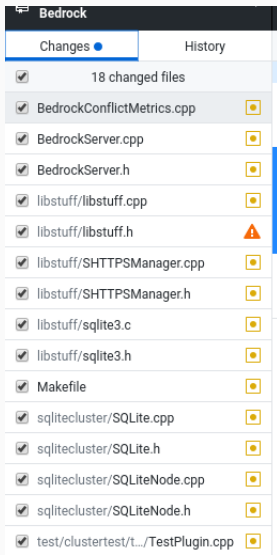 Bedrock
Changes
History
18 changed files
BedrockConflictMetrics.cpp
BedrockServer.cpp
BedrockServer.h
libstuff/libstuff.cpp
libstuff/libstuff.h
libstuff/SHTTPSManager.cpp
libstuff/SHTTPSManager.h
libstuff/sqlite3.c
libstuff/sqlite3.h
Makefile
sqlitecluster/SQLite.cpp
sqlitecluster/SQLite.h
sqlitecluster/SQLiteNode.cpp
sqlitecluster/SQLiteNode.h
test/clustertest/t.../TestPlugin.cpp